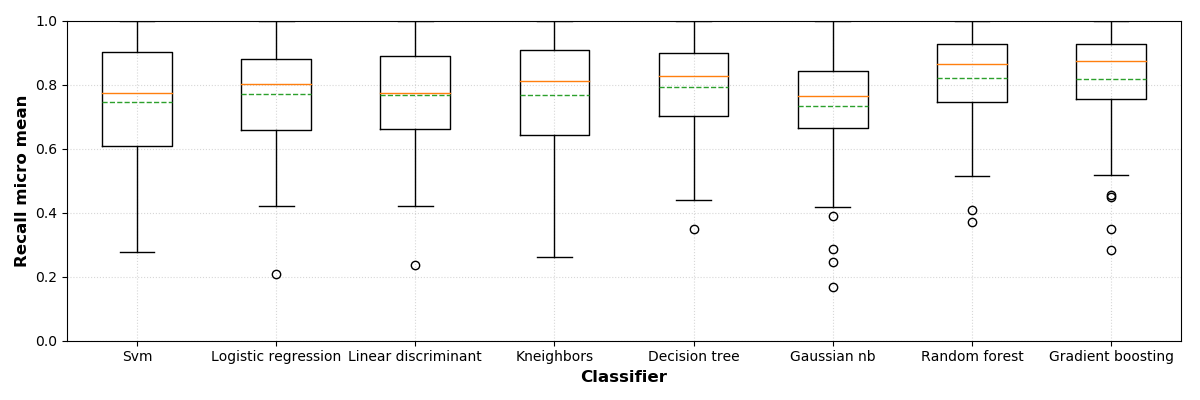 Recall micro mean
1.0
0.8
0.6
0.4
0.2
0.0
Svm Logistic regression Linear discriminant Kneighbors Decision tree Gaussian nb Random forest Gradient boosting
Classifier